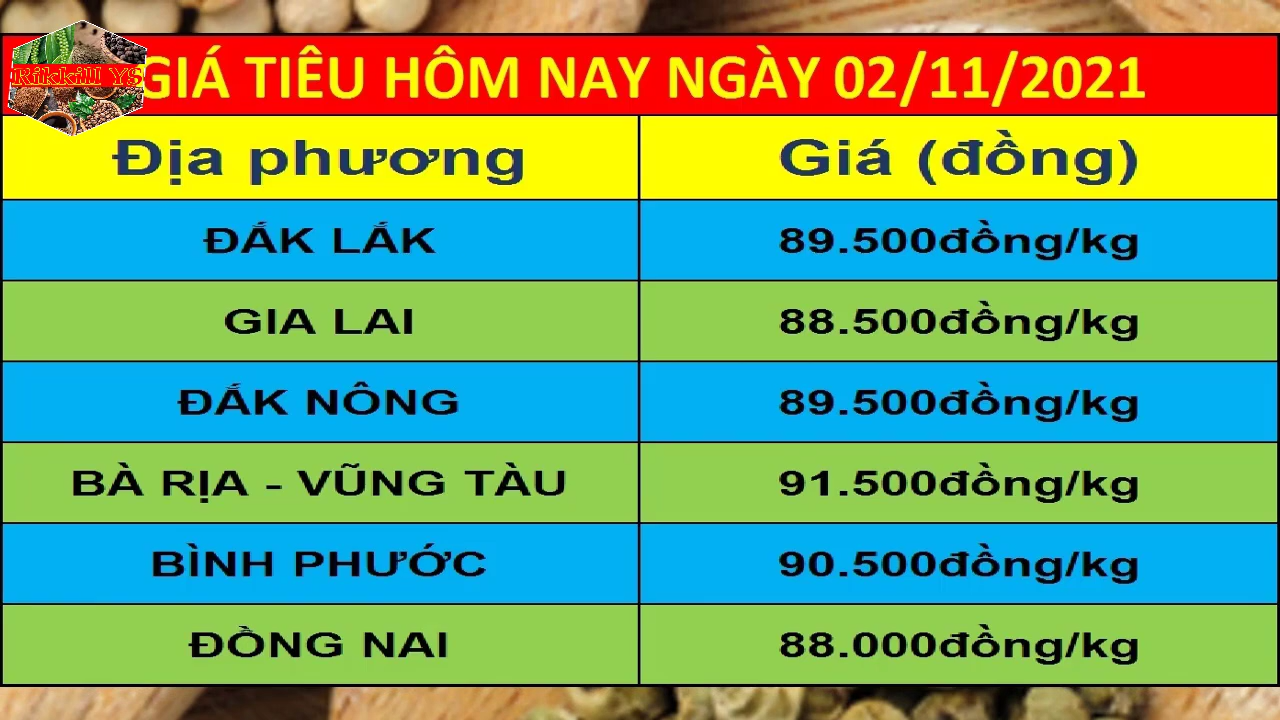 Rikkill YS
GIÁ TIÊU HÔM NAY NGÀY 02/11/2021
Địa phương Giá (đồng)
ĐẮK LẮK 89.500đồng/kg
GIA LAI 88.500đồng/kg
ĐẮK NÔNG 89.500đồng/kg
BÀ RỊA - VŨNG TÀU 91.500đồng/kg
BÌNH PHƯỚC 90.500đồng/kg
ĐỒNG NAI 88.000đồng/kg